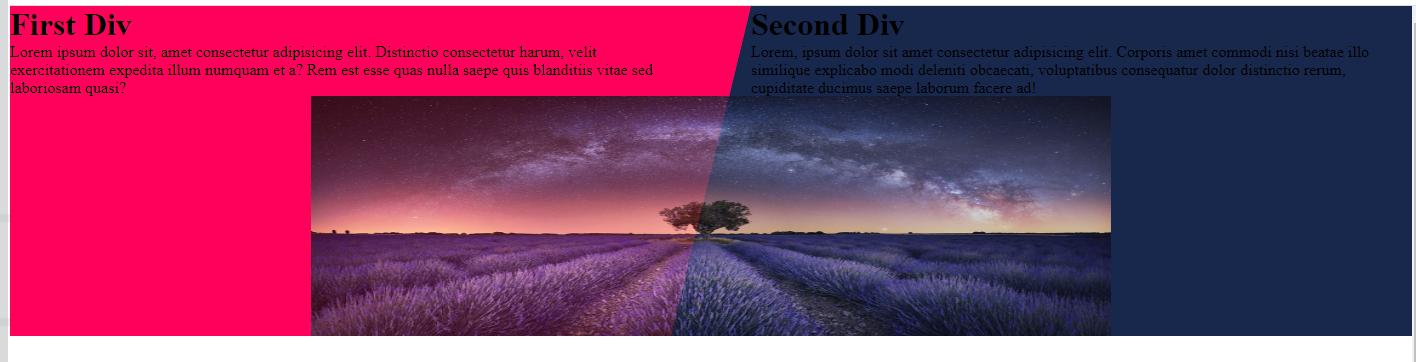 First Div
Lorem ipsum dolor sit, amet consectetur adipisicing elit. Distinctio consectetur harum, velit
exercitationem expedita illum numquam et a? Rem est esse quas nulla saepe quis blanditiis vitae sed
laboriosam quasi?
Second Div
Lorem, ipsum dolor sit amet consectetur adipisicing elit. Corporis amet commodi nisi beatae illo
similique explicabo modi deleniti obcaecati, voluptatibus consequatur dolor distinctio rerum,
cupiditate ducimus saepe laborum facere ad!